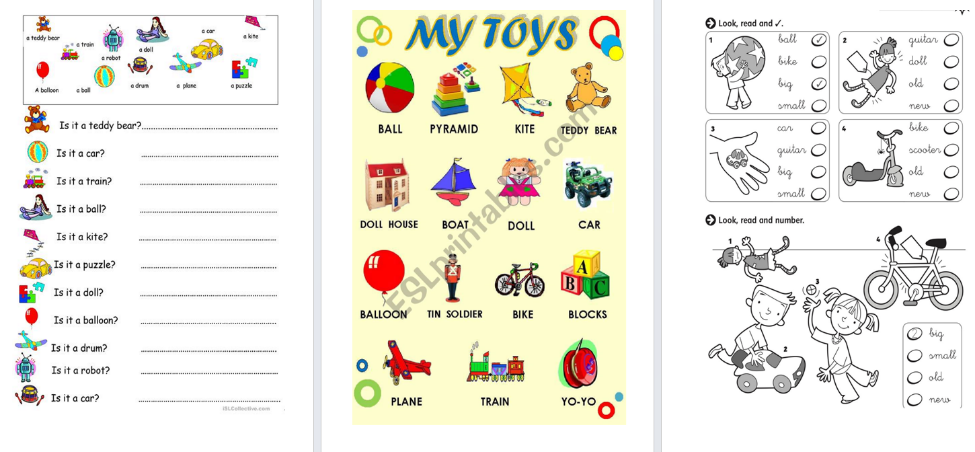 a teddy bear
a train
a robot
a doll
a car
a kite
A balloon
a ball
a drum
a plane
a puzzle
Is it a teddy bear?.................................................
Is it a car? .................................................
Is it a train? .................................................
Is it a ball? .................................................
Is it a kite? .................................................
Is it a puzzle? .................................................
Is it a doll? .................................................
Is it a balloon? .................................................
Is it a drum? .................................................
Is it a robot? .................................................
Is it a car? .................................................
iSLCollective.com
MY TOYS
BALL PYRAMID KITE TEDDY BEAR
DOLL HOUSE BOAT DOLL CAR
BALLOON TIN SOLDIER BIKE BLOCKS
A
B C
PLANE TRAIN YO-YO
ESLprintables.com
Look, read and ✓.
1
ball ✓
bike
big ✓
small
2
guitar
doll
old
new
3
car
guitar
big
small
4
bike
scooter
old
new
Look, read and number.
1
2
3
4
big
small
old
new